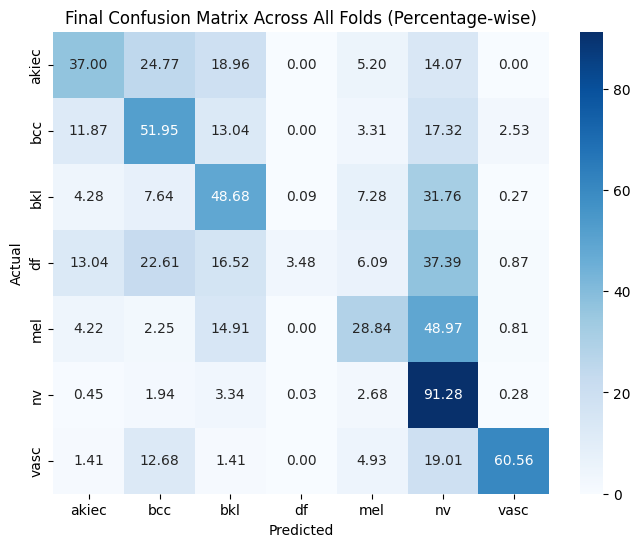 Final Confusion Matrix Across All Folds (Percentage-wise)
akiec 37.00 24.77 18.96 0.00 5.20 14.07 0.00
bcc 11.87 51.95 13.04 0.00 3.31 17.32 2.53
bkl 4.28 7.64 48.68 0.09 7.28 31.76 0.27
df 13.04 22.61 16.52 3.48 6.09 37.39 0.87
mel 4.22 2.25 14.91 0.00 28.84 48.97 0.81
nv 0.45 1.94 3.34 0.03 2.68 91.28 0.28
vasc 1.41 12.68 1.41 0.00 4.93 19.01 60.56
akiec bcc bkl df mel nv vasc
Predicted
Actual
80
60
40
20
0